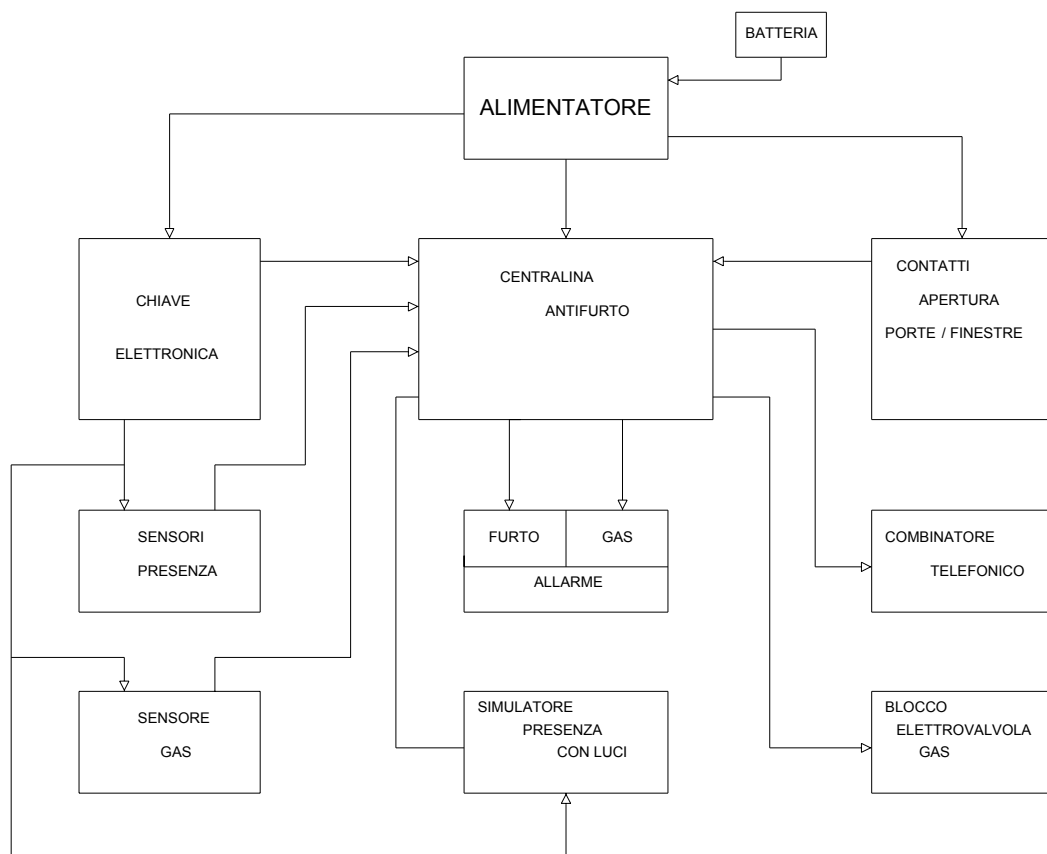 BATTERIA
ALIMENTATORE
CHIAVE
ELETTRONICA
CENTRALINA
ANTIFURTO
CONTATTI
APERTURA
PORTE / FINESTRE
SENSORI
PRESENZA
FURTO
GAS
ALLARME
COMBINATORE
TELEFONICO
SENSORE
GAS
SIMULATORE
PRESENZA
CON LUCI
BLOCCO
ELETTROVALVOLA
GAS